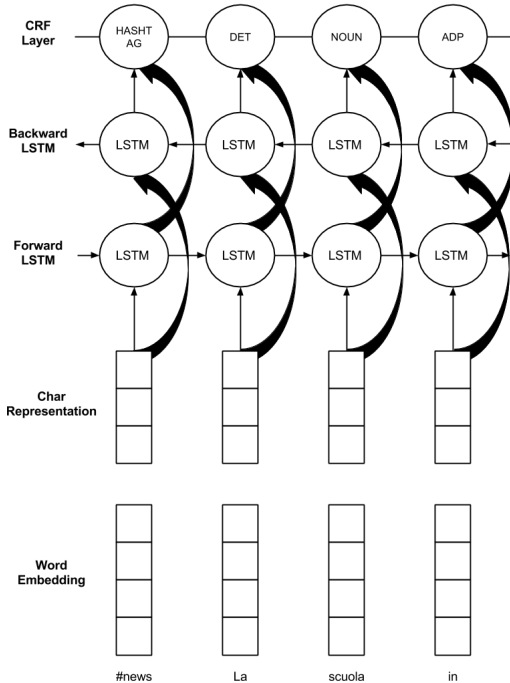 CRF
Layer
HASHT
AG
DET
NOUN
ADP
Backward
LSTM
LSTM
LSTM
LSTM
LSTM
Forward
LSTM
LSTM
LSTM
LSTM
LSTM
Char
Representation
Word
Embedding
#news
La
scuola
in